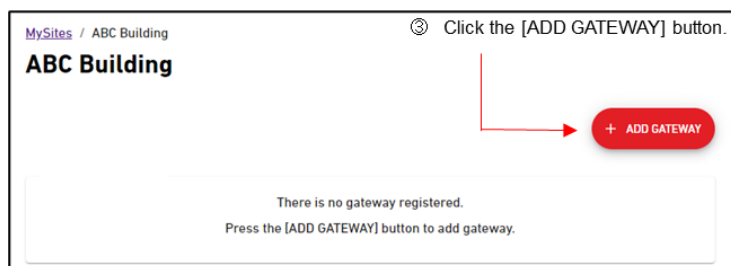 MySites / ABC Building
③ Click the [ADD GATEWAY] button.
ABC Building
+ ADD GATEWAY
There is no gateway registered.
Press the [ADD GATEWAY] button to add gateway.